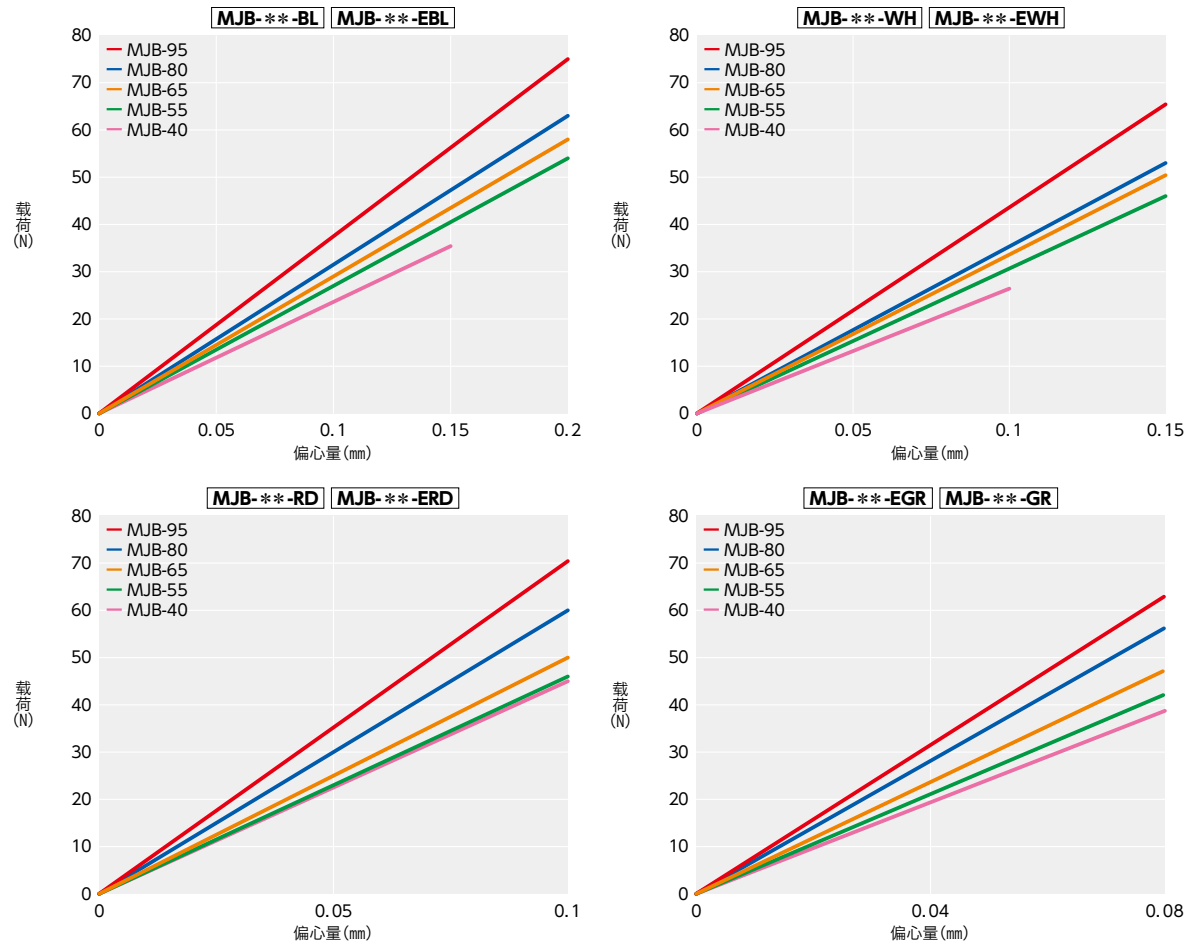 MJB-**-BL MJB-**-EBL
80
70
60
50
40
30
20
10
0
MJB-95
MJB-80
MJB-65
MJB-55
MJB-40
载荷(N)
0 0.05 0.1 0.15 0.2
偏心量(㎜)
MJB-**-WH MJB-**-EWH
80
70
60
50
40
30
20
10
0
MJB-95
MJB-80
MJB-65
MJB-55
MJB-40
载荷(N)
0 0.05 0.1 0.15
偏心量(㎜)
MJB-**-RD MJB-**-ERD
80
70
60
50
40
30
20
10
0
MJB-95
MJB-80
MJB-65
MJB-55
MJB-40
载荷(N)
0 0.05 0.1
偏心量(㎜)
MJB-**-EGR MJB-**-GR
80
70
60
50
40
30
20
10
0
MJB-95
MJB-80
MJB-65
MJB-55
MJB-40
载荷(N)
0 0.04 0.08
偏心量(㎜)